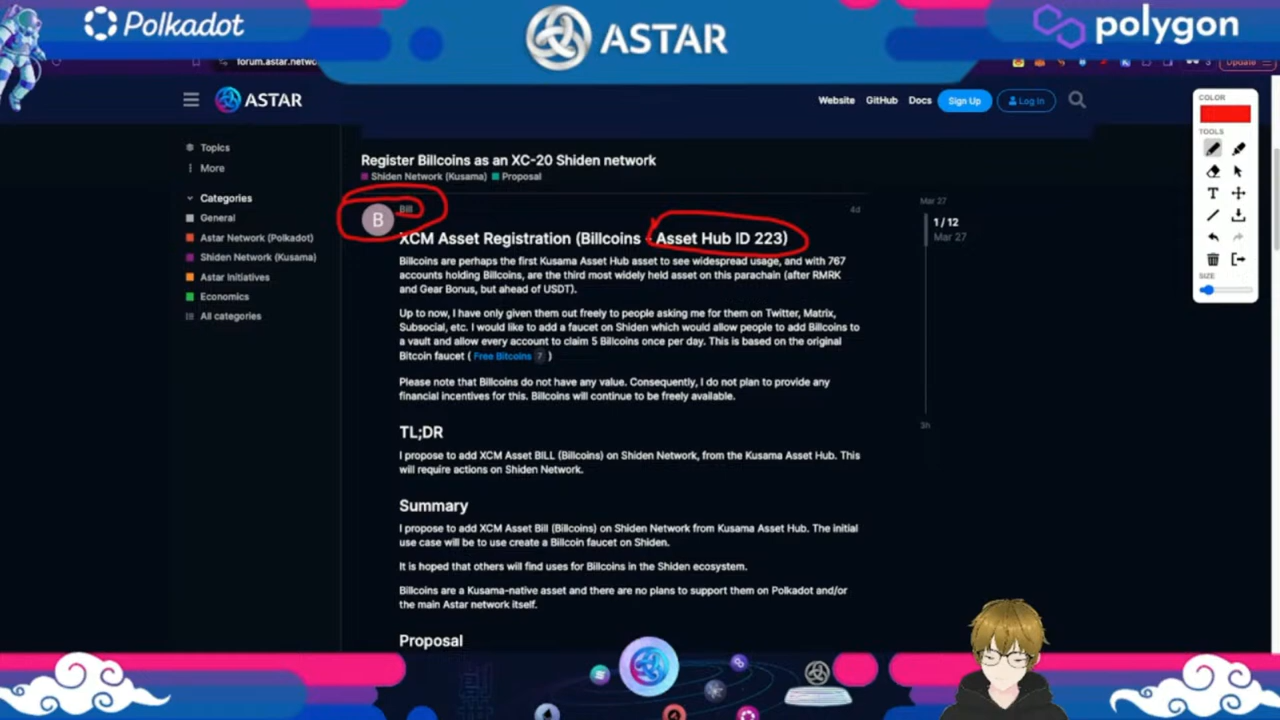 Polkadot
ASTAR
polygon
forum.astar.netwo
Update
ASTAR
Website
GitHub
Docs
Sign Up
Log In
COLOR
TOOLS
T
SIZE
Topics
More
Categories
General
Astar Network (Polkadot)
Shiden Network (Kusama)
Astar Initiatives
Economics
All categories
Register Billcoins as an XC-20 Shiden network
Shiden Network (Kusama) Proposal
B
Bill
4d
XCM Asset Registration (Billcoins - Asset Hub ID 223)
Billcoins are perhaps the first Kusama Asset Hub asset to see widespread usage, and with 767
accounts holding Billcoins, are the third most widely held asset on this parachain (after RMRK
and Gear Bonus, but ahead of USDT).
Up to now, I have only given them out freely to people asking me for them on Twitter, Matrix,
Subsocial, etc. I would like to add a faucet on Shiden which would allow people to add Billcoins to
a vault and allow every account to claim 5 Billcoins once per day. This is based on the original
Bitcoin faucet ( Free Bitcoins 7 )
Please note that Billcoins do not have any value. Consequently, I do not plan to provide any
financial incentives for this. Billcoins will continue to be freely available.
TL;DR
I propose to add XCM Asset BILL (Billcoins) on Shiden Network, from the Kusama Asset Hub. This
will require actions on Shiden Network.
Summary
I propose to add XCM Asset Bill (Billcoins) on Shiden Network from Kusama Asset Hub. The initial
use case will be to use create a Billcoin faucet on Shiden.
It is hoped that others will find uses for Billcoins in the Shiden ecosystem.
Billcoins are a Kusama-native asset and there are no plans to support them on Polkadot and/or
the main Astar network itself.
Proposal
Mar 27
1 / 12
Mar 27
3h